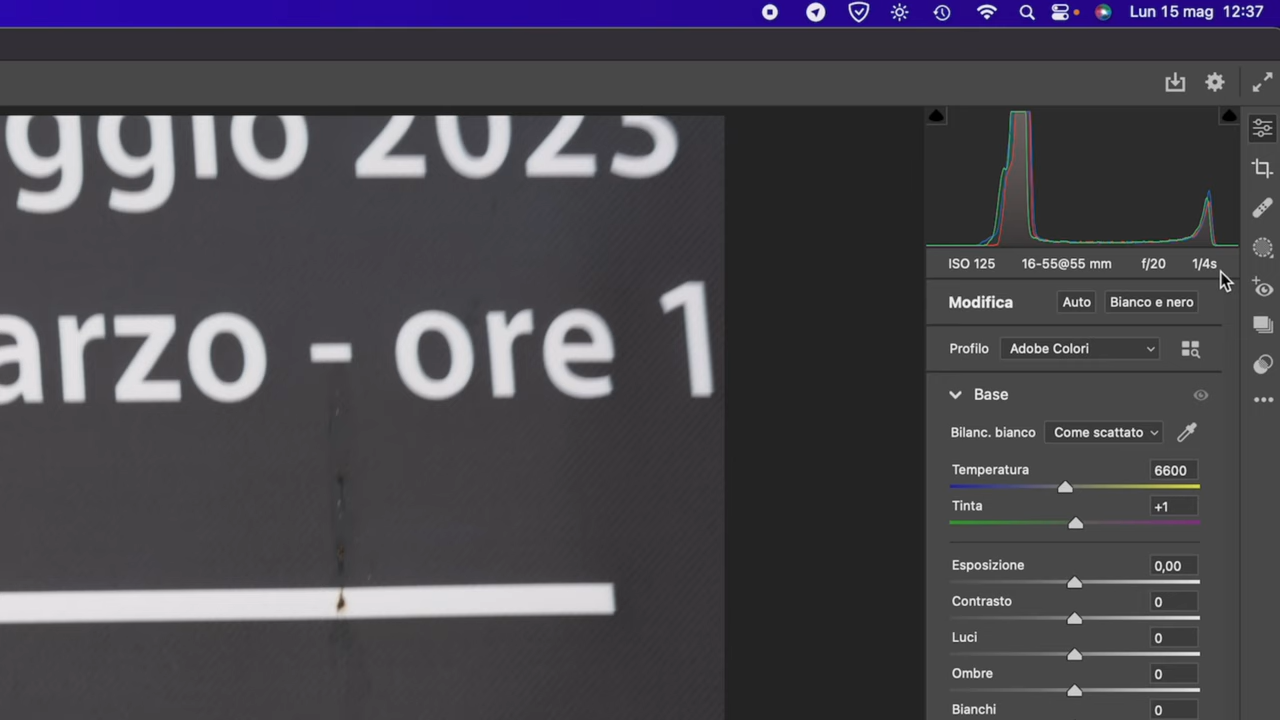 Lun 15 mag 12:37
ggio 2023
arzo - ore 1
ISO 125 16-55@55 mm f/20 1/4s
Modifica Auto Bianco e nero
Profilo Adobe Colori
Base
Bilanc. bianco Come scattato
Temperatura 6600
Tinta +1
Esposizione 0,00
Contrasto 0
Luci 0
Ombre 0
Bianchi 0